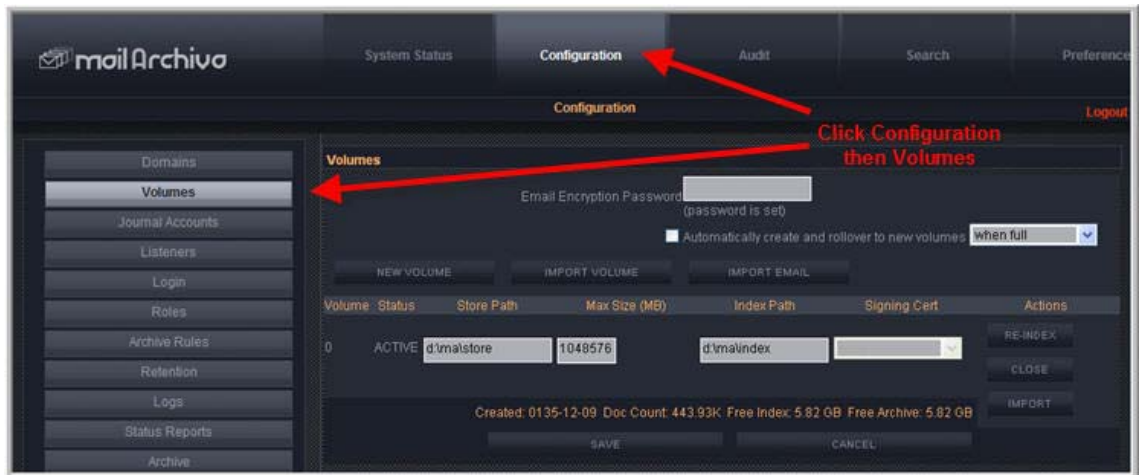 mailArchiva
System Status Configuration Audit Search Preference
Configuration
Logout
Click Configuration
then Volumes
Domains
Volumes
Journal Accounts
Listeners
Login
Roles
Archive Rules
Retention
Logs
Status Reports
Archive
Volumes
Email Encryption Password
(password is set)
Automatically create and rollover to new volumes when full
NEW VOLUME IMPORT VOLUME IMPORT EMAIL
Volume Status Store Path Max Size (MB) Index Path Signing Cert Actions
0 ACTIVE d:\ma\store 1048576 d:\ma\index
RE-INDEX
CLOSE
IMPORT
Created: 0135-12-09 Doc Count: 443.93K Free Index: 5.82 GB Free Archive: 5.82 GB
SAVE CANCEL